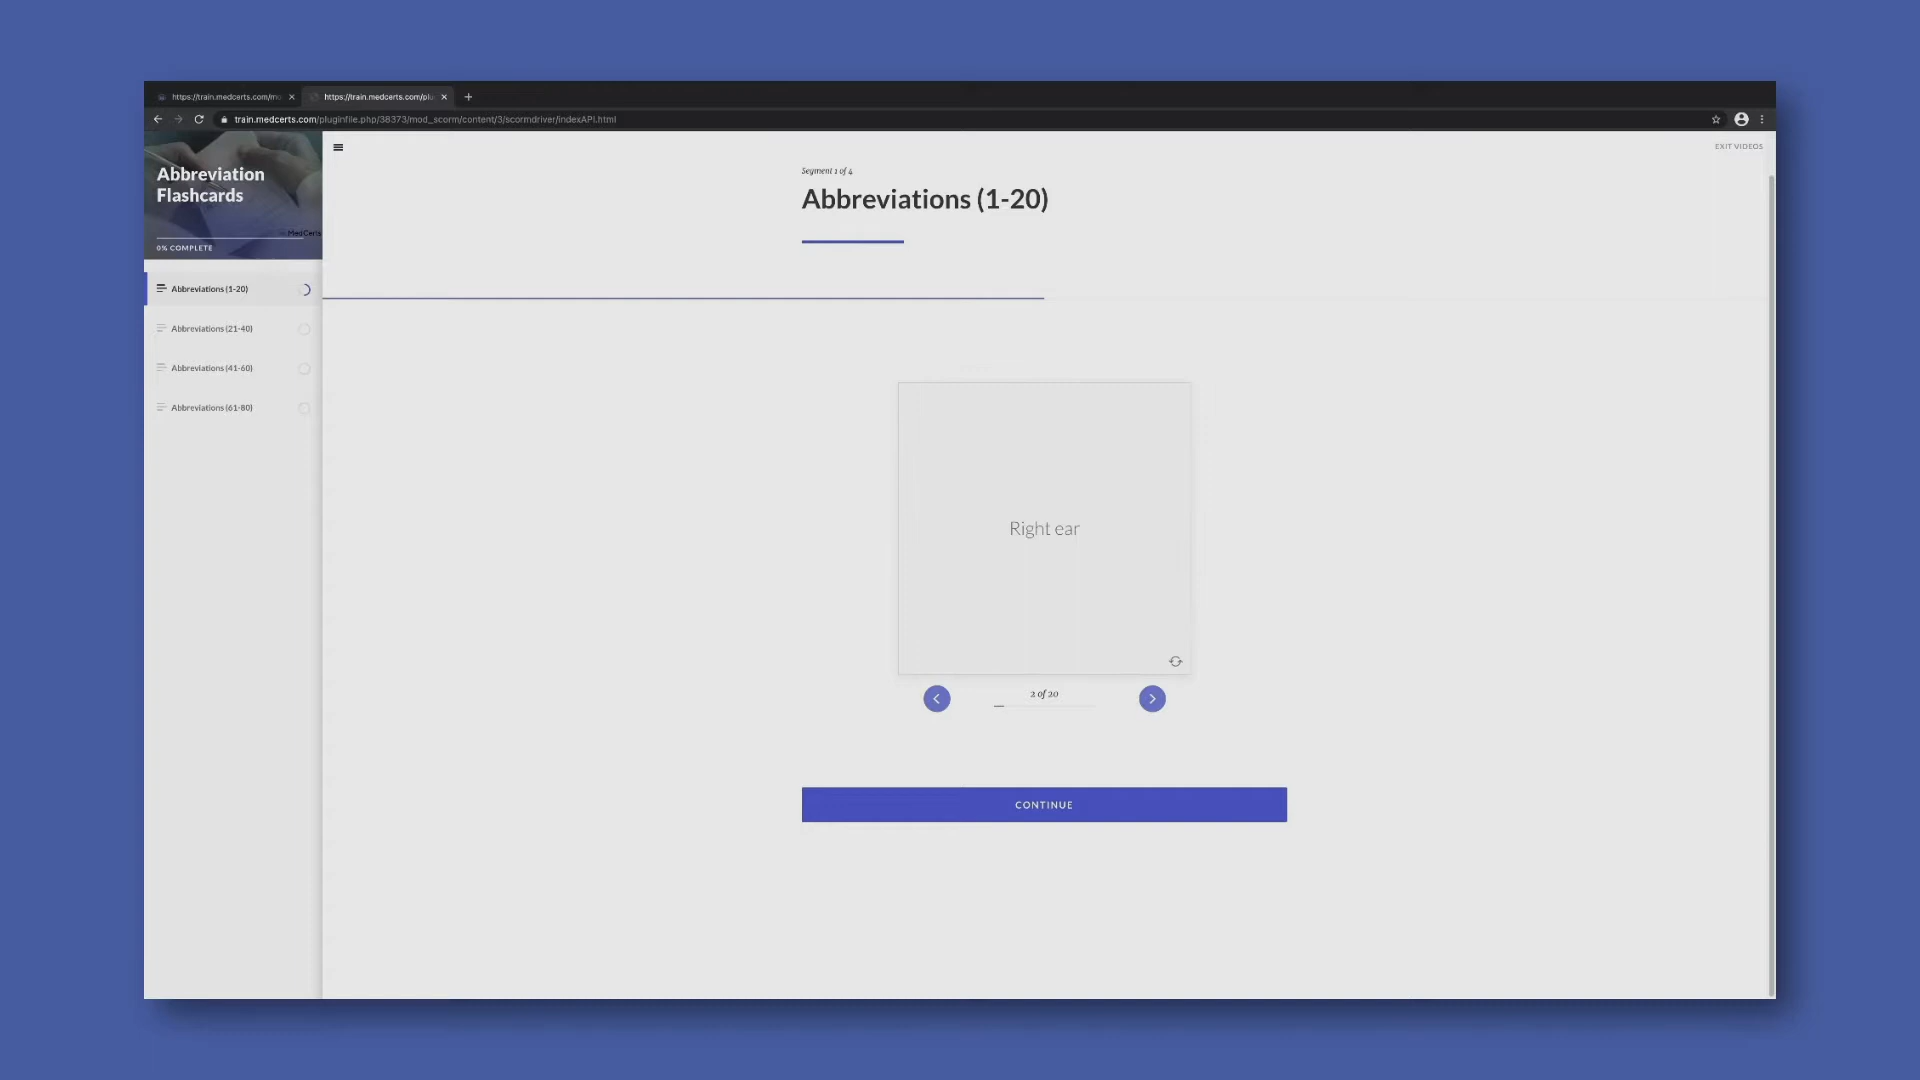 https://train.medcerts.com/mo
https://train.medcerts.com/plu
train.medcerts.com/pluginfile.php/38373/mod_scorm/content/3/scormdriver/indexAPI.html
Abbreviation
Flashcards
MedCerts
0% COMPLETE
Abbreviations (1-20)
Abbreviations (21-40)
Abbreviations (41-60)
Abbreviations (61-80)
EXIT VIDEOS
Segment 1 of 4
Abbreviations (1-20)
Right ear
2 of 20
CONTINUE